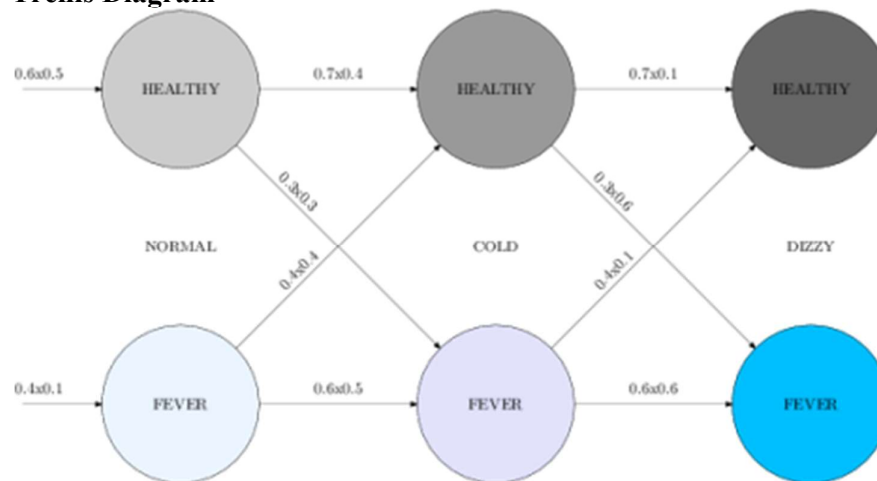 Diagram
0.6x0.5
HEALTHY
0.7x0.4
HEALTHY
0.7x0.1
HEALTHY
0.3x0.3
0.3x0.6
NORMAL
COLD
DIZZY
0.4x0.4
0.4x0.1
0.4x0.1
FEVER
0.6x0.5
FEVER
0.6x0.6
FEVER